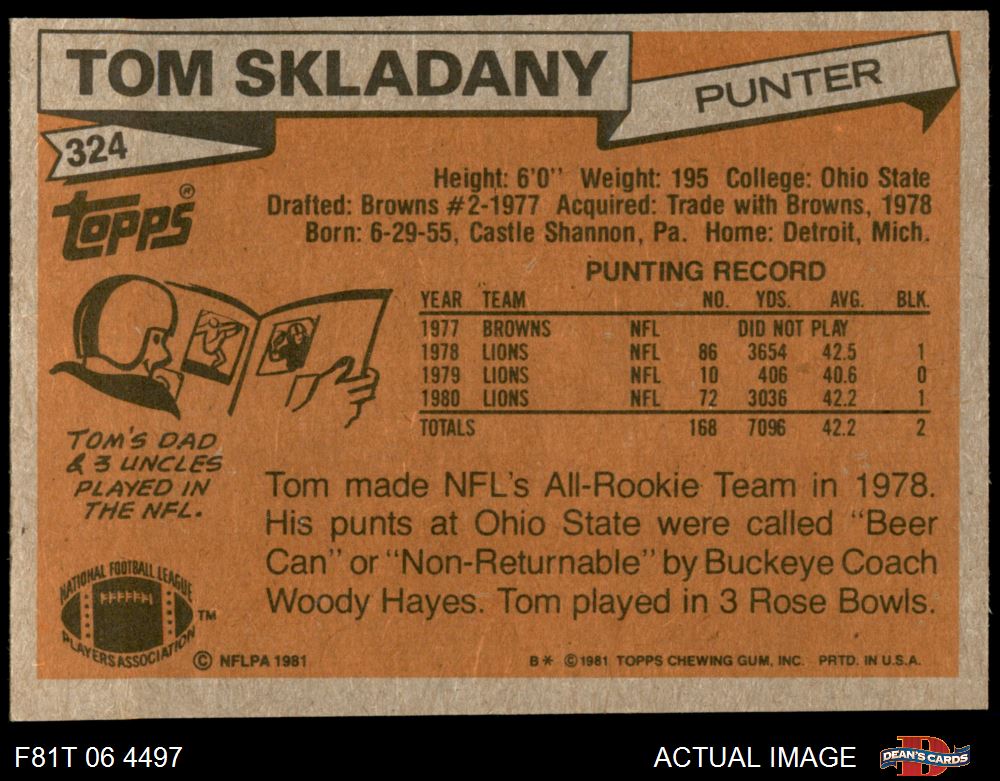 TOM SKLADANY
PUNTER
324
topps®
Height: 6'0" Weight: 195 College: Ohio State
Drafted: Browns #2-1977 Acquired: Trade with Browns, 1978
Born: 6-29-55, Castle Shannon, Pa. Home: Detroit, Mich.
PUNTING RECORD
YEAR TEAM NO. YDS. AVG. BLK.
1977 BROWNS NFL DID NOT PLAY
1978 LIONS NFL 86 3654 42.5 1
1979 LIONS NFL 10 406 40.6 0
1980 LIONS NFL 72 3036 42.2 1
TOTALS 168 7096 42.2 2
TOM'S DAD
& 3 UNCLES
PLAYED IN
THE NFL.
Tom made NFL's All-Rookie Team in 1978.
His punts at Ohio State were called "Beer
Can" or "Non-Returnable" by Buckeye Coach
Woody Hayes. Tom played in 3 Rose Bowls.
NATIONAL FOOTBALL LEAGUE
PLAYERS ASSOCIATION
TM
© NFLPA 1981
B* © 1981 TOPPS CHEWING GUM, INC. PRTD. IN U.S.A.
F81T 06 4497
ACTUAL IMAGE
D
DEAN'S CARDS